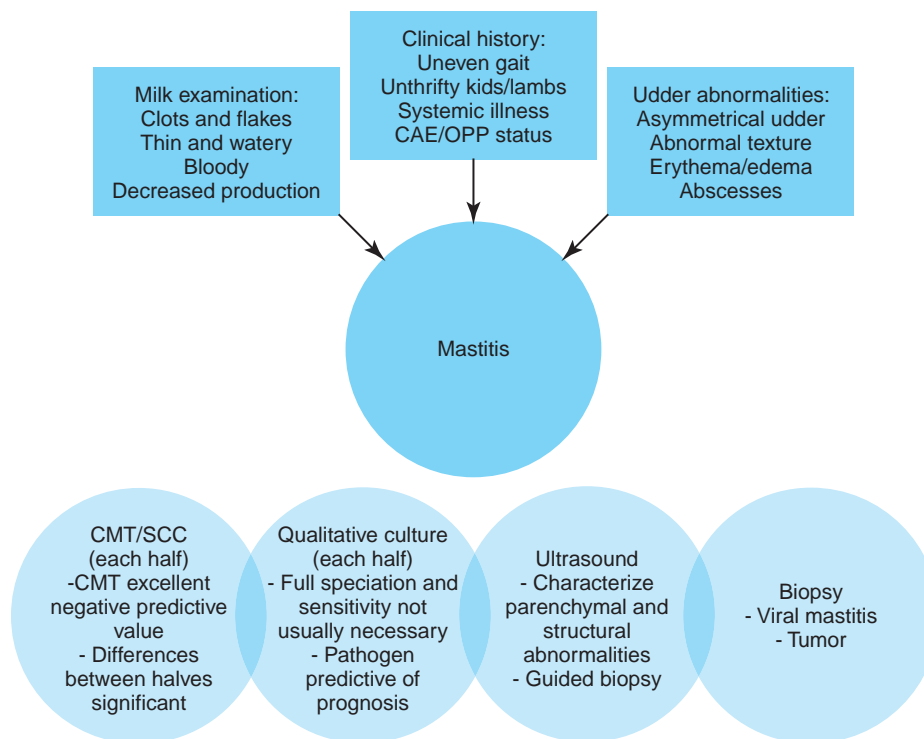 Clinical history:
Uneven gait
Unthrifty kids/lambs
Systemic illness
CAE/OPP status
Milk examination:
Clots and flakes
Thin and watery
Bloody
Decreased production
Udder abnormalities:
Asymmetrical udder
Abnormal texture
Erythema/edema
Abscesses
Mastitis
CMT/SCC
(each half)
-CMT excellent
negative predictive
value
- Differences
between halves
significant
Qualitative culture
(each half)
- Full speciation and
sensitivity not
usually necessary
- Pathogen
predictive of
prognosis
Ultrasound
- Characterize
parenchymal and
structural
abnormalities
- Guided biopsy
Biopsy
- Viral mastitis
- Tumor